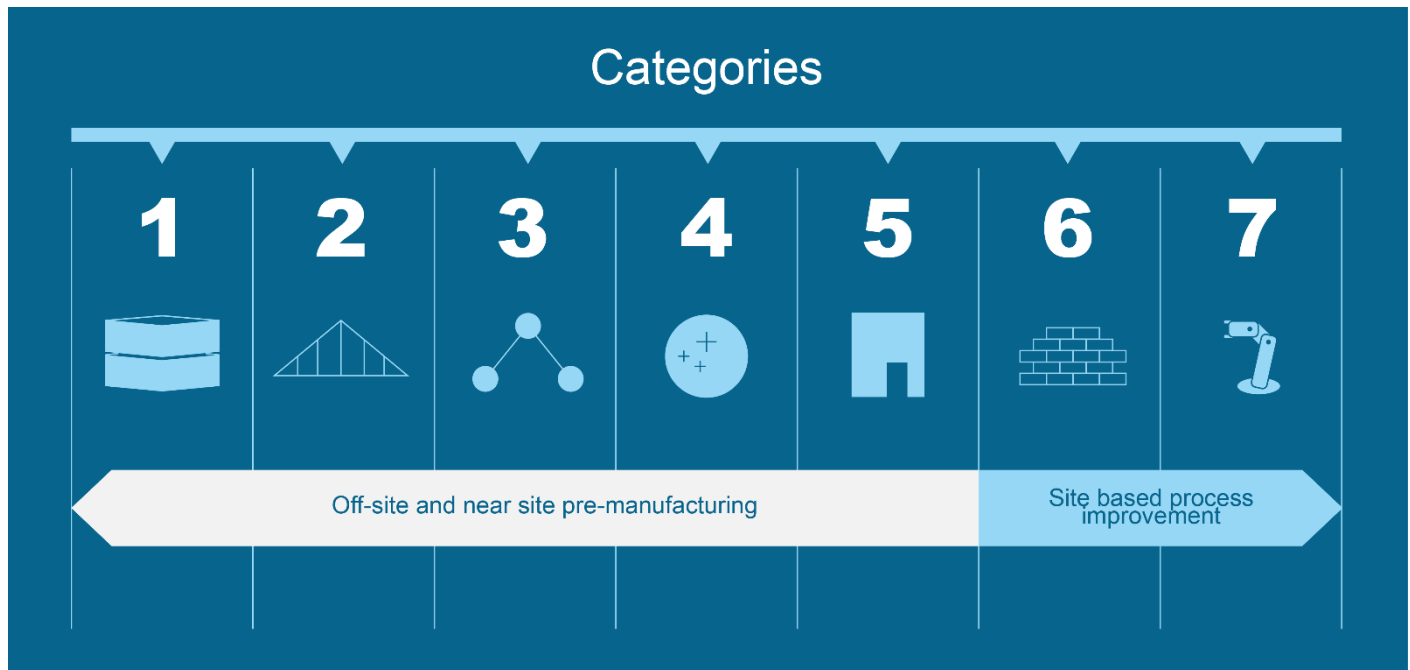 Categories
1 2 3 4 5 6 7
Off-site and near site pre-manufacturing
Site based process
improvement